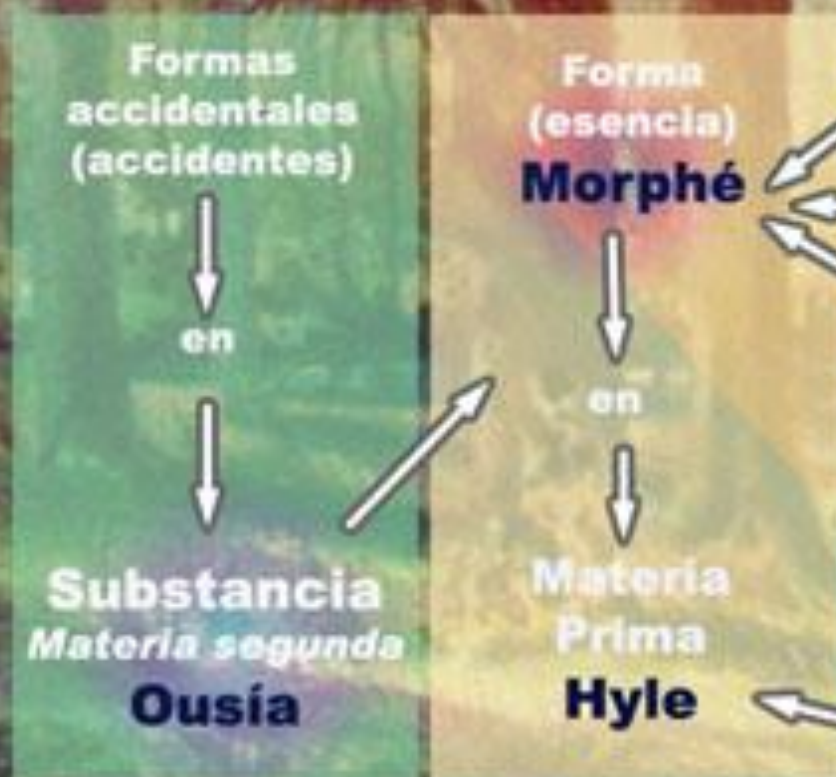 Formas
accidentales
(accidentes)
en
Substancia
Materia segunda
Ousía
Forma
(esencia)
Morphé
en
Materia
Prima
Hyle